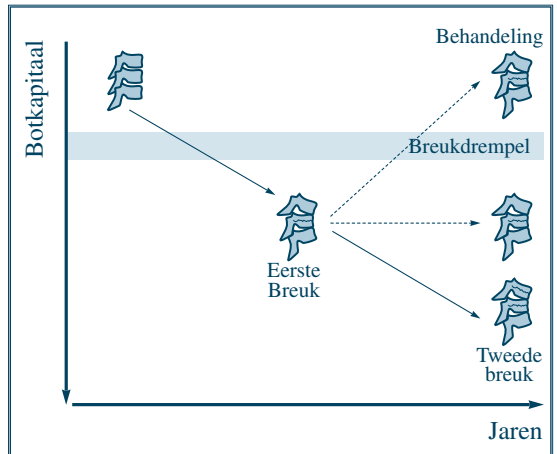 Botkapitaal
Behandeling
Breukdrempel
Eerste
Breuk
Tweede
breuk
Jaren